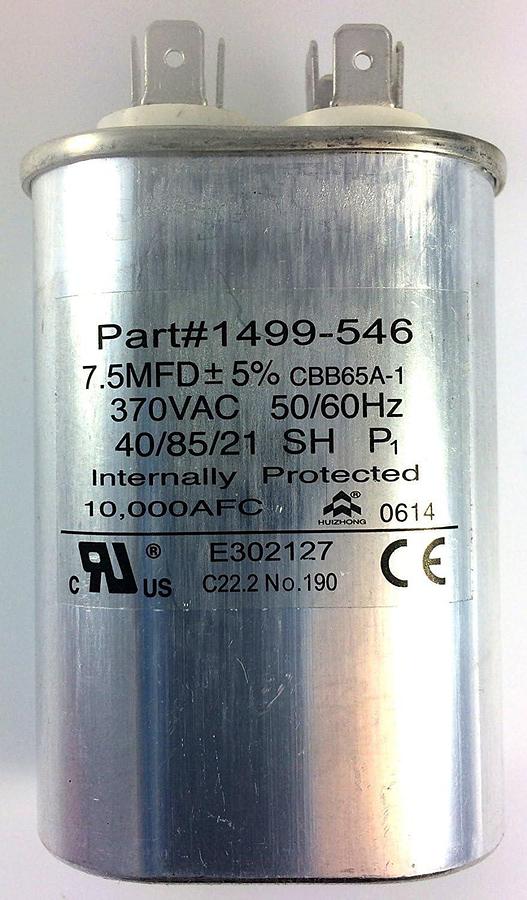 Part#1499-546
7.5MFD ± 5% CBB65A-1
370VAC 50/60Hz
40/85/21 SH P₁
Internally Protected
10,000AFC HUIZHONG ® 0614
c RU ® US E302127 CE
C22.2 No.190